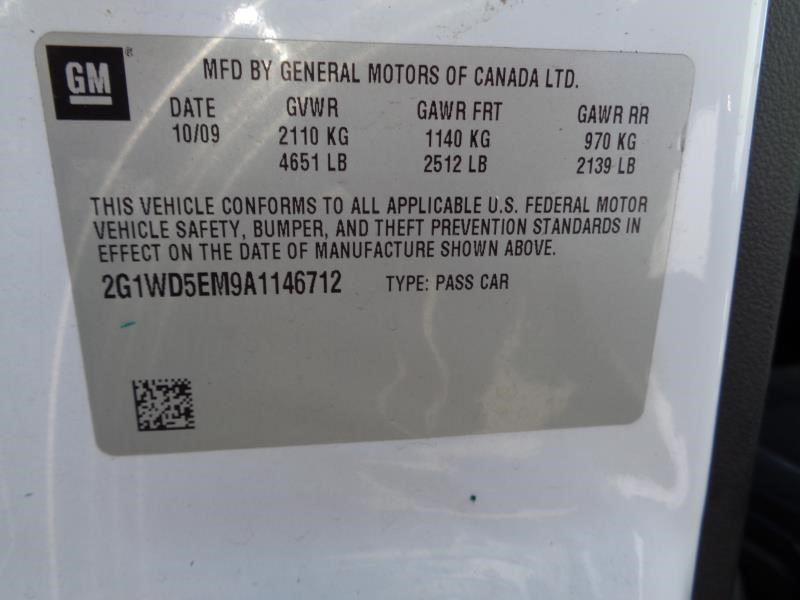 GM®
MFD BY GENERAL MOTORS OF CANADA LTD.
DATE GVWR GAWR FRT GAWR RR
10/09 2110 KG 1140 KG 970 KG
4651 LB 2512 LB 2139 LB
THIS VEHICLE CONFORMS TO ALL APPLICABLE U.S. FEDERAL MOTOR
VEHICLE SAFETY, BUMPER, AND THEFT PREVENTION STANDARDS IN
EFFECT ON THE DATE OF MANUFACTURE SHOWN ABOVE.
2G1WD5EM9A1146712 TYPE: PASS CAR